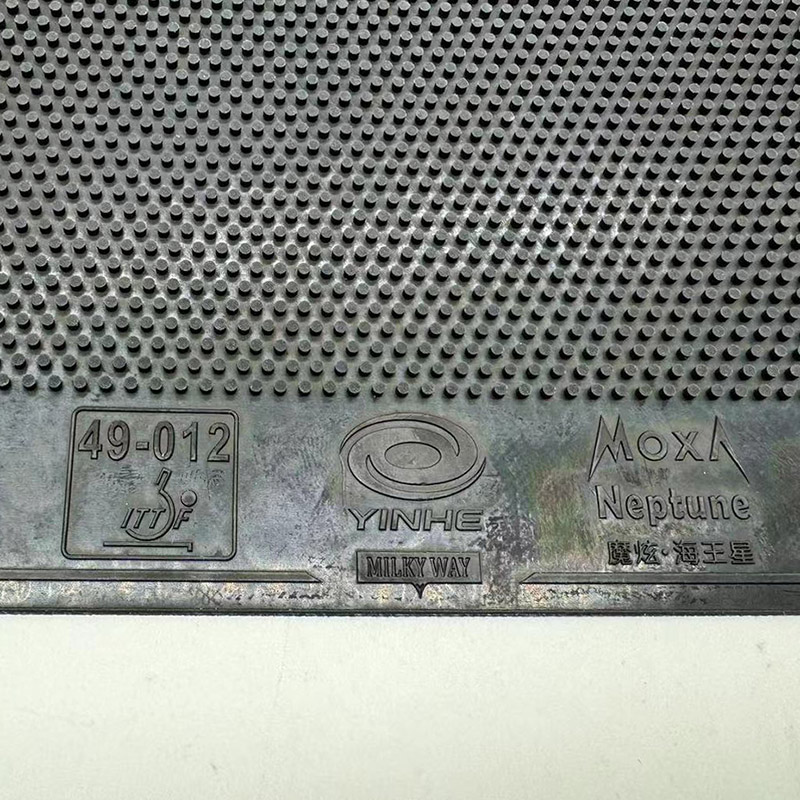 49-012
ITTF
YINHE
MILKY WAY
MOXA
Neptune
魔炫·海王星